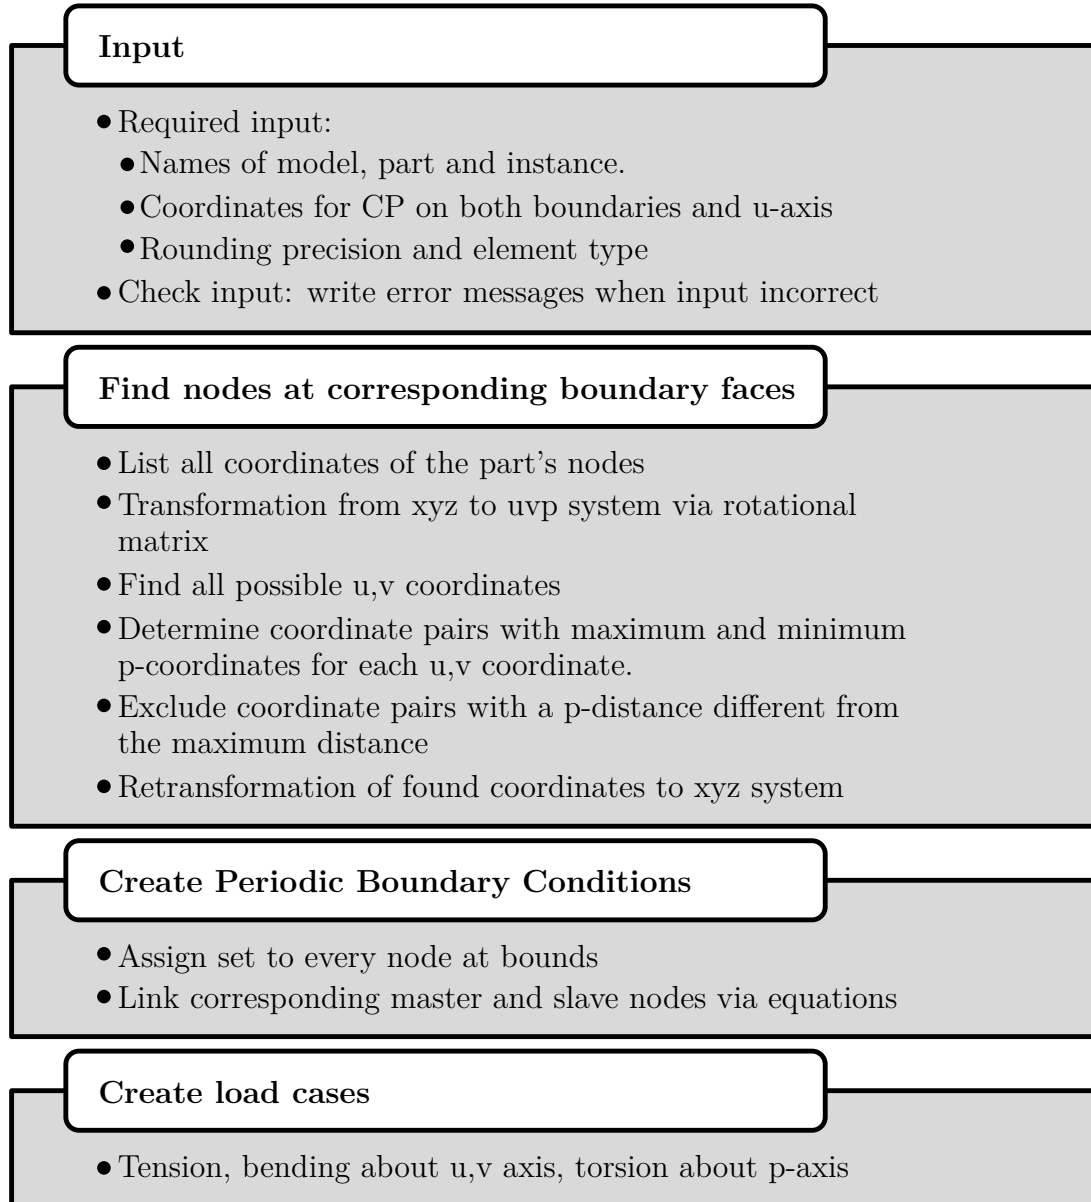 Input
• Required input:
• Names of model, part and instance.
• Coordinates for CP on both boundaries and u-axis
• Rounding precision and element type
• Check input: write error messages when input incorrect
Find nodes at corresponding boundary faces
• List all coordinates of the part's nodes
• Transformation from xyz to uvp system via rotational
matrix
• Find all possible u,v coordinates
• Determine coordinate pairs with maximum and minimum
p-coordinates for each u,v coordinate.
• Exclude coordinate pairs with a p-distance different from
the maximum distance
• Retransformation of found coordinates to xyz system
Create Periodic Boundary Conditions
• Assign set to every node at bounds
• Link corresponding master and slave nodes via equations
Create load cases
• Tension, bending about u,v axis, torsion about p-axis